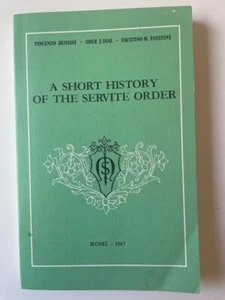 VINCENZO BENASSI - ODIR J. DIAS - FAUSTINO M. FAUSTINI
A SHORT HISTORY
OF THE SERVITE ORDER
ROME - 1987